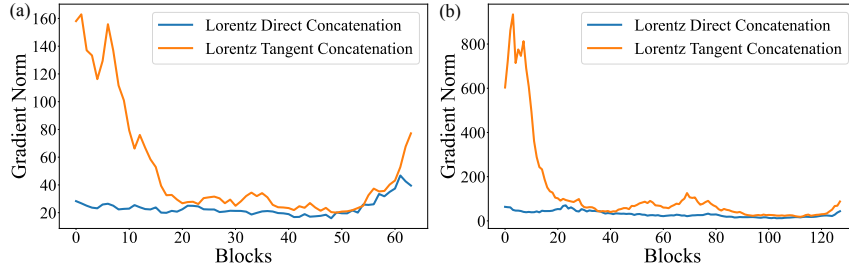 (a)
Gradient Norm
160
140
120
100
80
60
40
20
0 10 20 30 40 50 60
Blocks
Lorentz Direct Concatenation
Lorentz Tangent Concatenation
(b)
Gradient Norm
800
600
400
200
0
0 20 40 60 80 100 120
Blocks
Lorentz Direct Concatenation
Lorentz Tangent Concatenation